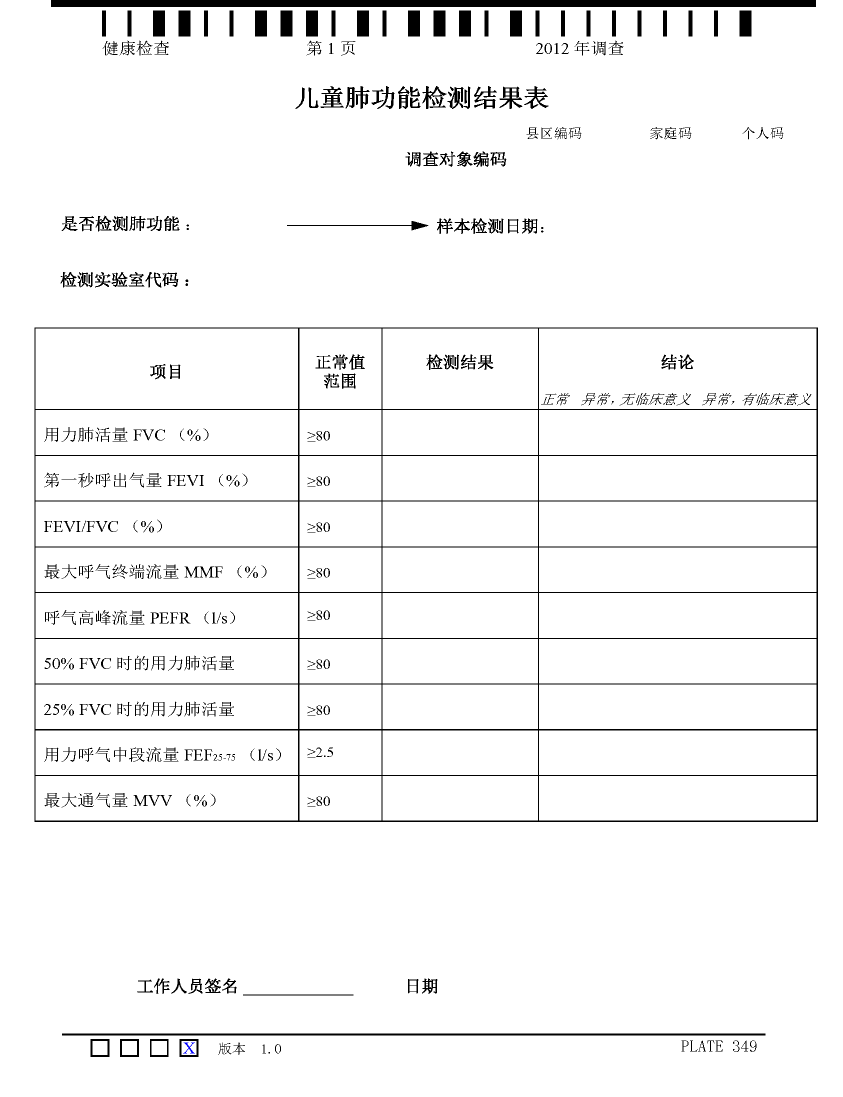 健康检查 第 1 页 2012 年调查
儿童肺功能检测结果表
县区编码 家庭码 个人码
调查对象编码
是否检测肺功能： 样本检测日期：
检测实验室代码：
项目 正常值范围 检测结果 结论
正常 异常，无临床意义 异常，有临床意义
用力肺活量 FVC （%） ≥80
第一秒呼出气量 FEVI （%） ≥80
FEVI/FVC （%） ≥80
最大呼气终端流量 MMF （%） ≥80
呼气高峰流量 PEFR （l/s） ≥80
50% FVC 时的用力肺活量 ≥80
25% FVC 时的用力肺活量 ≥80
用力呼气中段流量 FEF25-75 （l/s） ≥2.5
最大通气量 MVV （%） ≥80
工作人员签名 日期
X 版本 1.0 PLATE 349